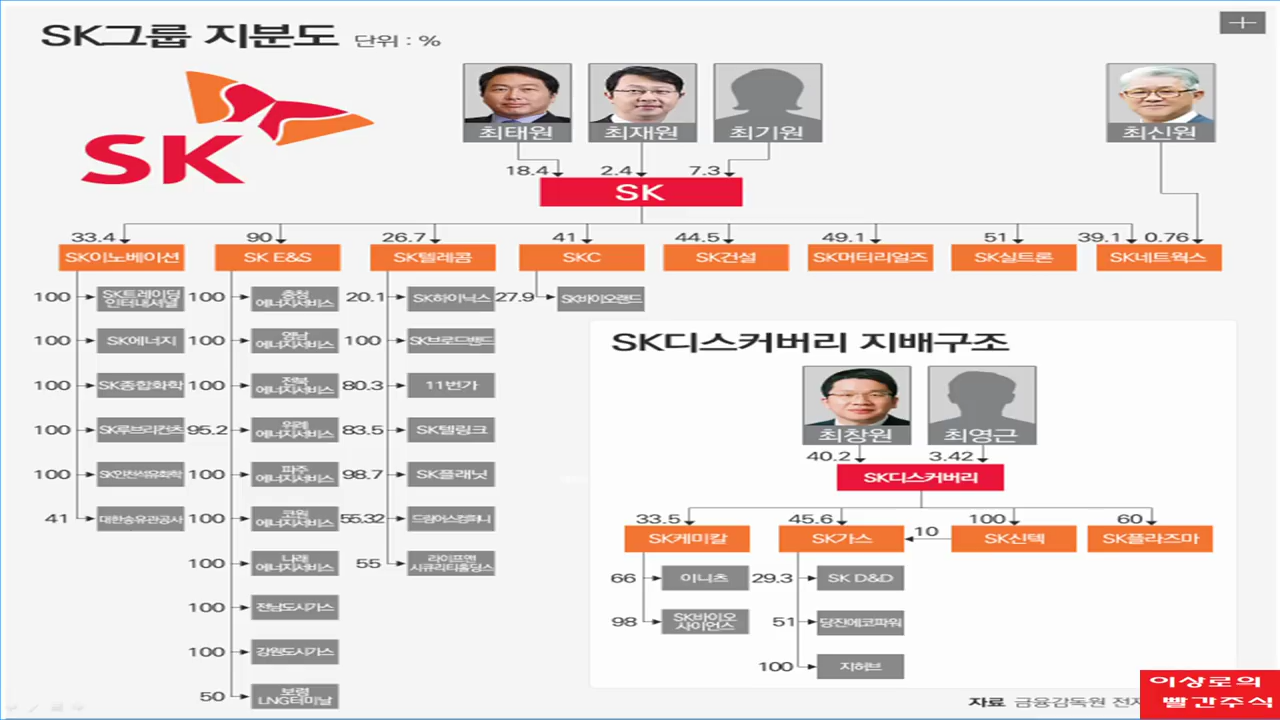 SK그룹 지분도 단위 : %
SK
최태원 최재원 최기원 최신원
18.4 2.4 7.3
SK
33.4 90 26.7 41 44.5 49.1 51 39.1 0.76
SK이노베이션 SK E&S SK텔레콤 SKC SK건설 SK머티리얼즈 SK실트론 SK네트웍스
100 SK트레이딩
인터내셔널
100 SK에너지
100 SK종합화학
100 SK루브리컨츠
100 SK인천석유화학
41 대한송유관공사
100 충청
에너지서비스
100 영남
에너지서비스
100 전북
에너지서비스
95.2 위례
에너지서비스
100 파주
에너지서비스
100 코원
에너지서비스
100 나래
에너지서비스
100 전남도시가스
100 강원도시가스
50 보령
LNG터미널
20.1 SK하이닉스
100 SK브로드밴드
80.3 11번가
83.5 SK텔링크
98.7 SK플래닛
55.32 드림어스컴퍼니
55 라이프앤
시큐리티홀딩스
27.9 SK바이오랜드
SK디스커버리 지배구조
최창원 최영근
40.2 3.42
SK디스커버리
33.5 45.6 100 60
SK케미칼 SK가스 10 SK신텍 SK플라즈마
66 이니츠
98 SK바이오
사이언스
29.3 SK D&D
51 당진에코파워
100 지허브
자료 금융감독원 전자
이상로의
빨간주식